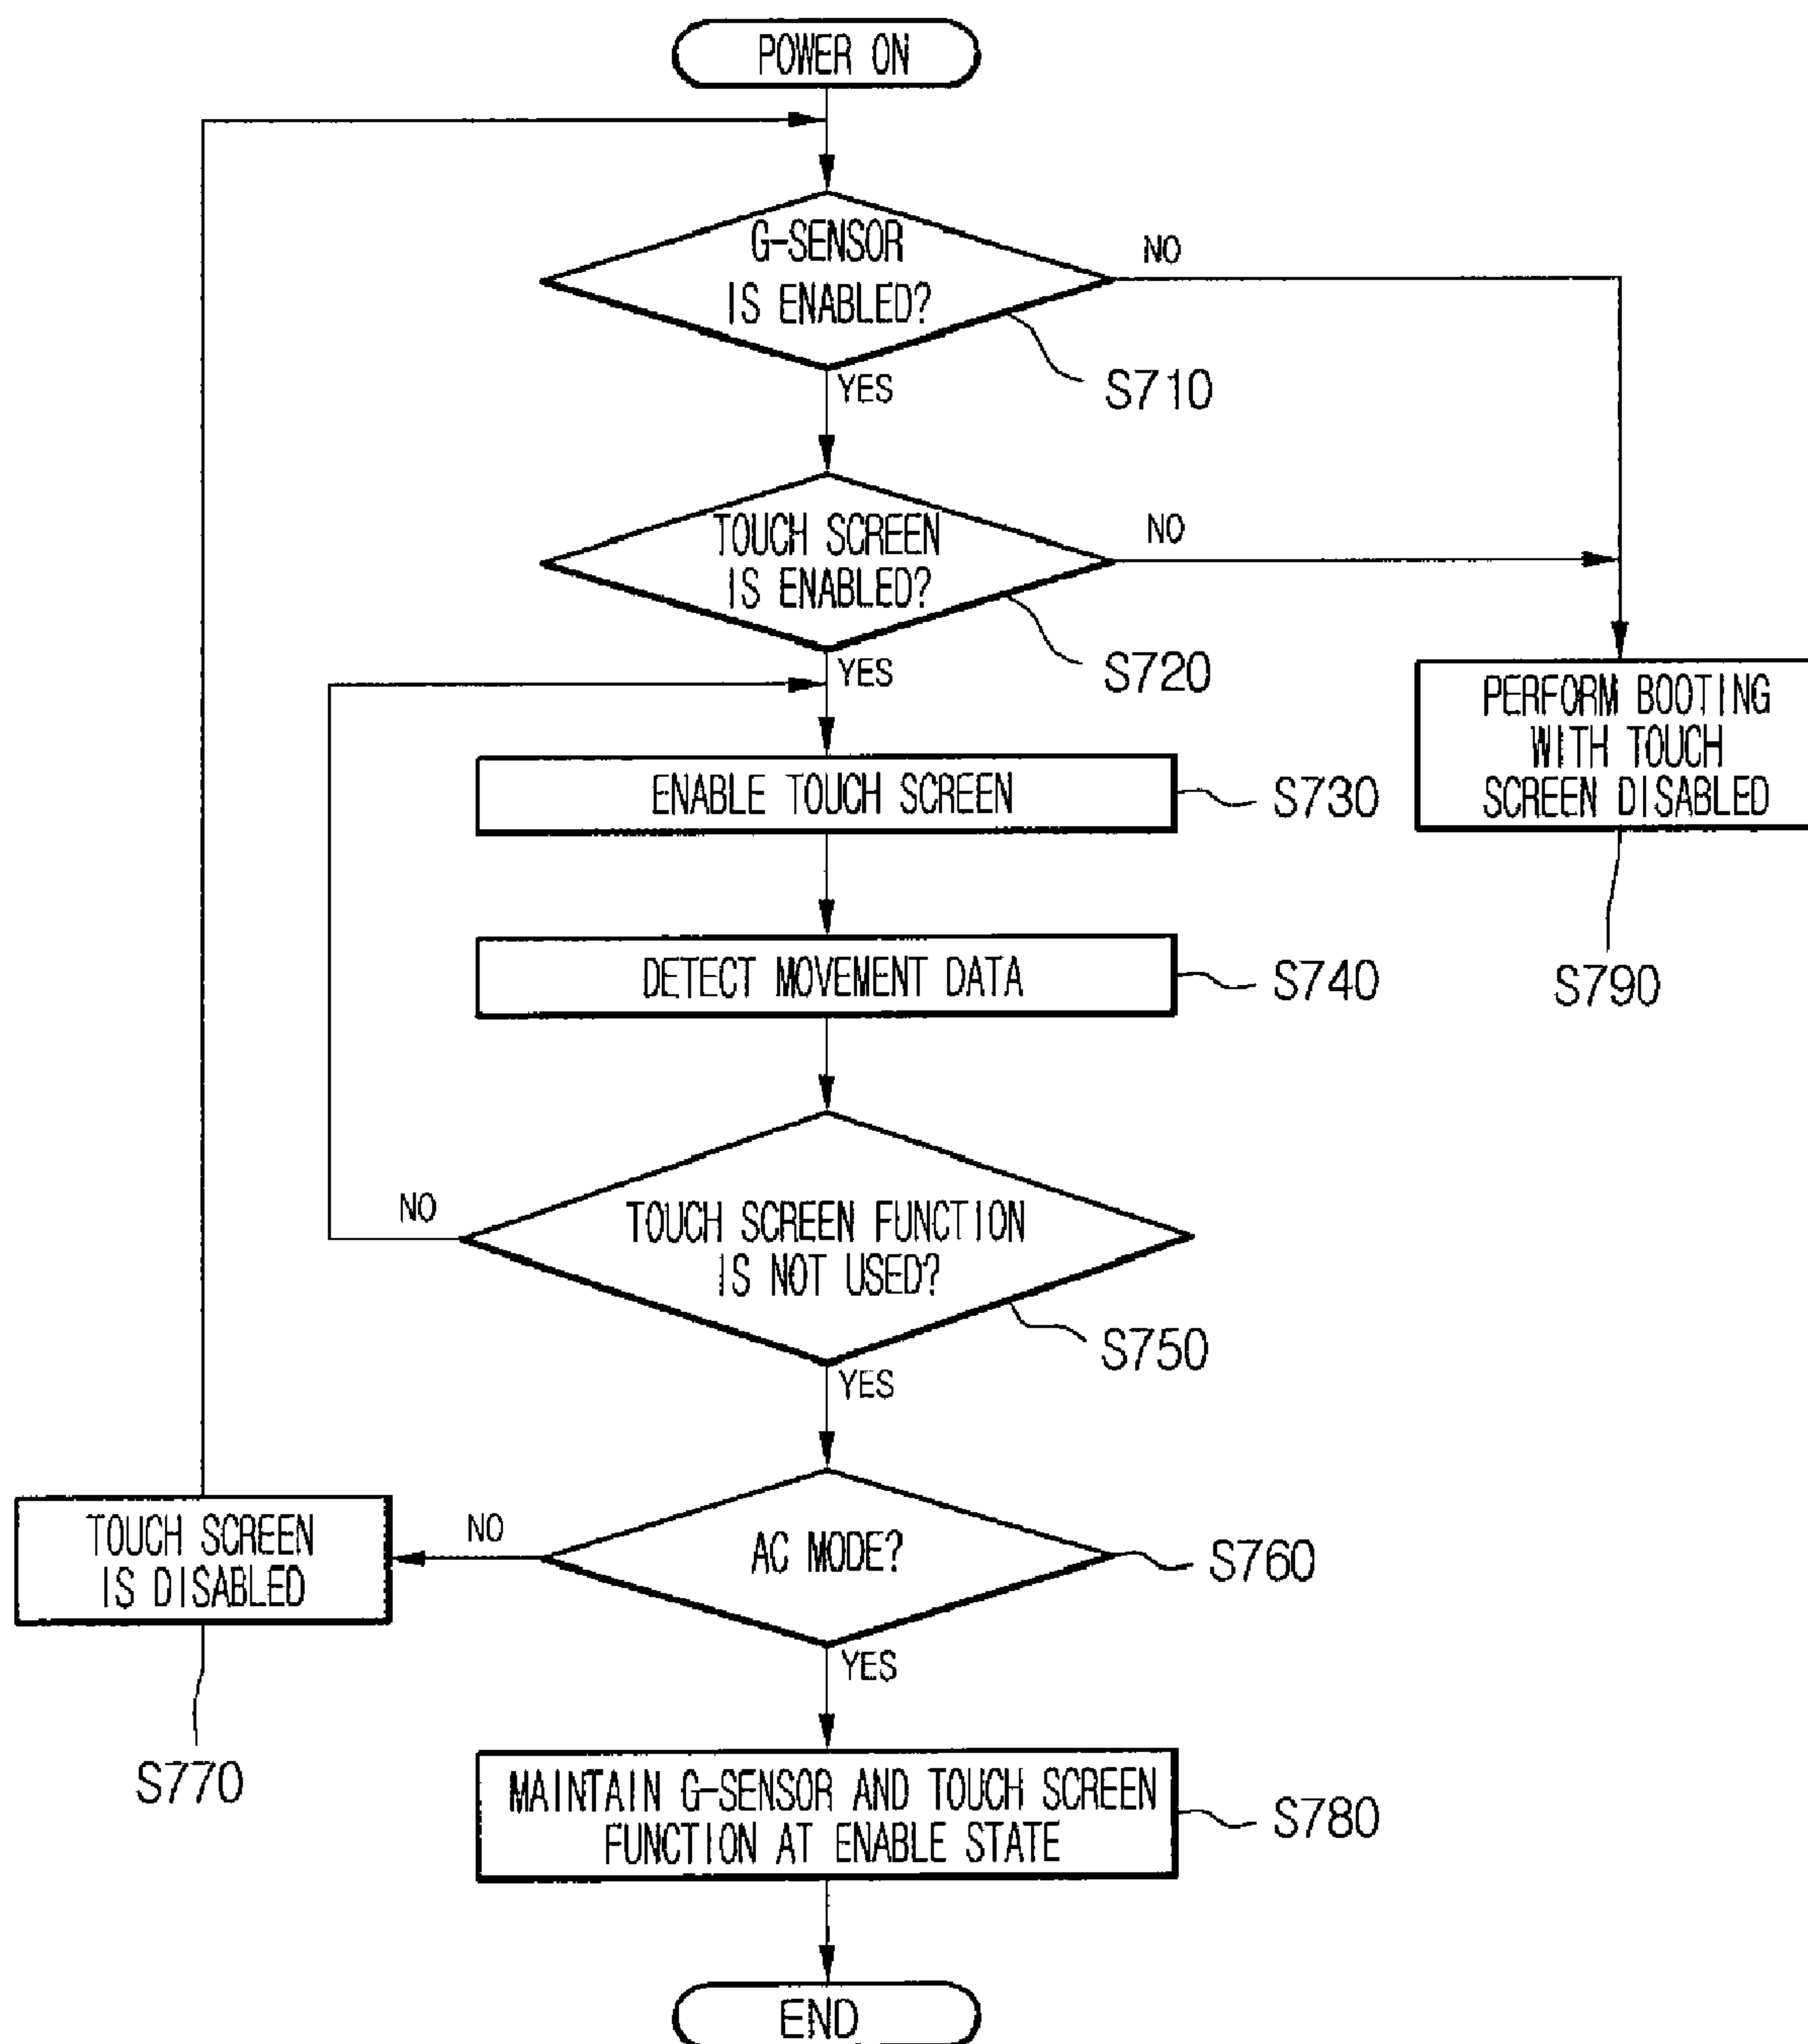 POWER ON
G-SENSOR
IS ENABLED?
NO
YES
S710
TOUCH SCREEN
IS ENABLED?
NO
YES
S720
PERFORM BOOTING
WITH TOUCH
SCREEN DISABLED
S790
ENABLE TOUCH SCREEN
S730
DETECT MOVEMENT DATA
S740
TOUCH SCREEN FUNCTION
IS NOT USED?
NO
YES
S750
AC MODE?
NO
YES
S760
TOUCH SCREEN
IS DISABLED
S770
MAINTAIN G-SENSOR AND TOUCH SCREEN
FUNCTION AT ENABLE STATE
S780
END